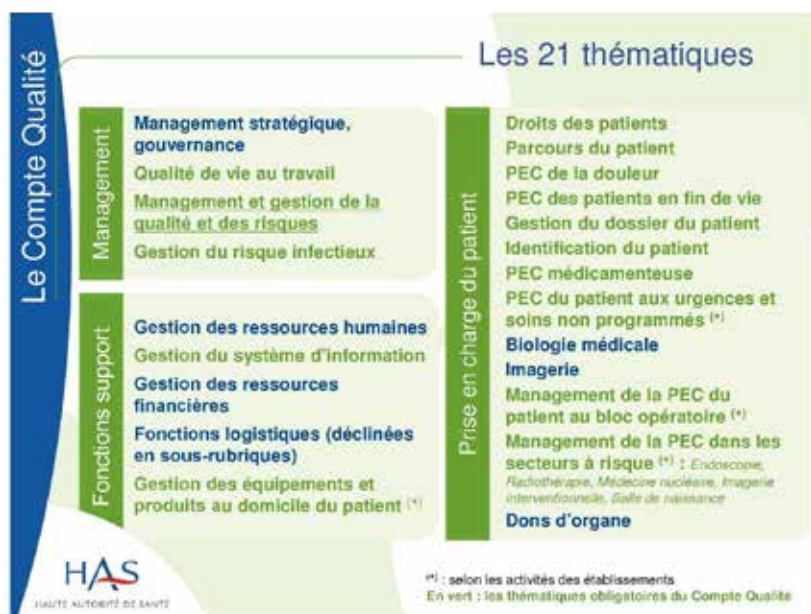 Le Compte Qualité
Les 21 thématiques
Management
Management stratégique,
gouvernance
Qualité de vie au travail
Management et gestion de la
qualité et des risques
Gestion du risque infectieux
Fonctions support
Gestion des ressources humaines
Gestion du système d'information
Gestion des ressources
financières
Fonctions logistiques (déclinées
en sous-rubriques)
Gestion des équipements et
produits au domicile du patient (*)
Prise en charge du patient
Droits des patients
Parcours du patient
PEC de la douleur
PEC des patients en fin de vie
Gestion du dossier du patient
Identification du patient
PEC médicamenteuse
PEC du patient aux urgences et
soins non programmés (*)
Biologie médicale
Imagerie
Management de la PEC du
patient au bloc opératoire (*)
Management de la PEC dans les
secteurs à risque (*) : Endoscopie,
Radiothérapie, Médecine nucléaire, Imagerie
interventionnelle, Salle de naissance
Dons d'organe
HAS
HAUTE AUTORITÉ DE SANTÉ
(*) : selon les activités des établissements
En vert : les thématiques obligatoires du Compte Qualité